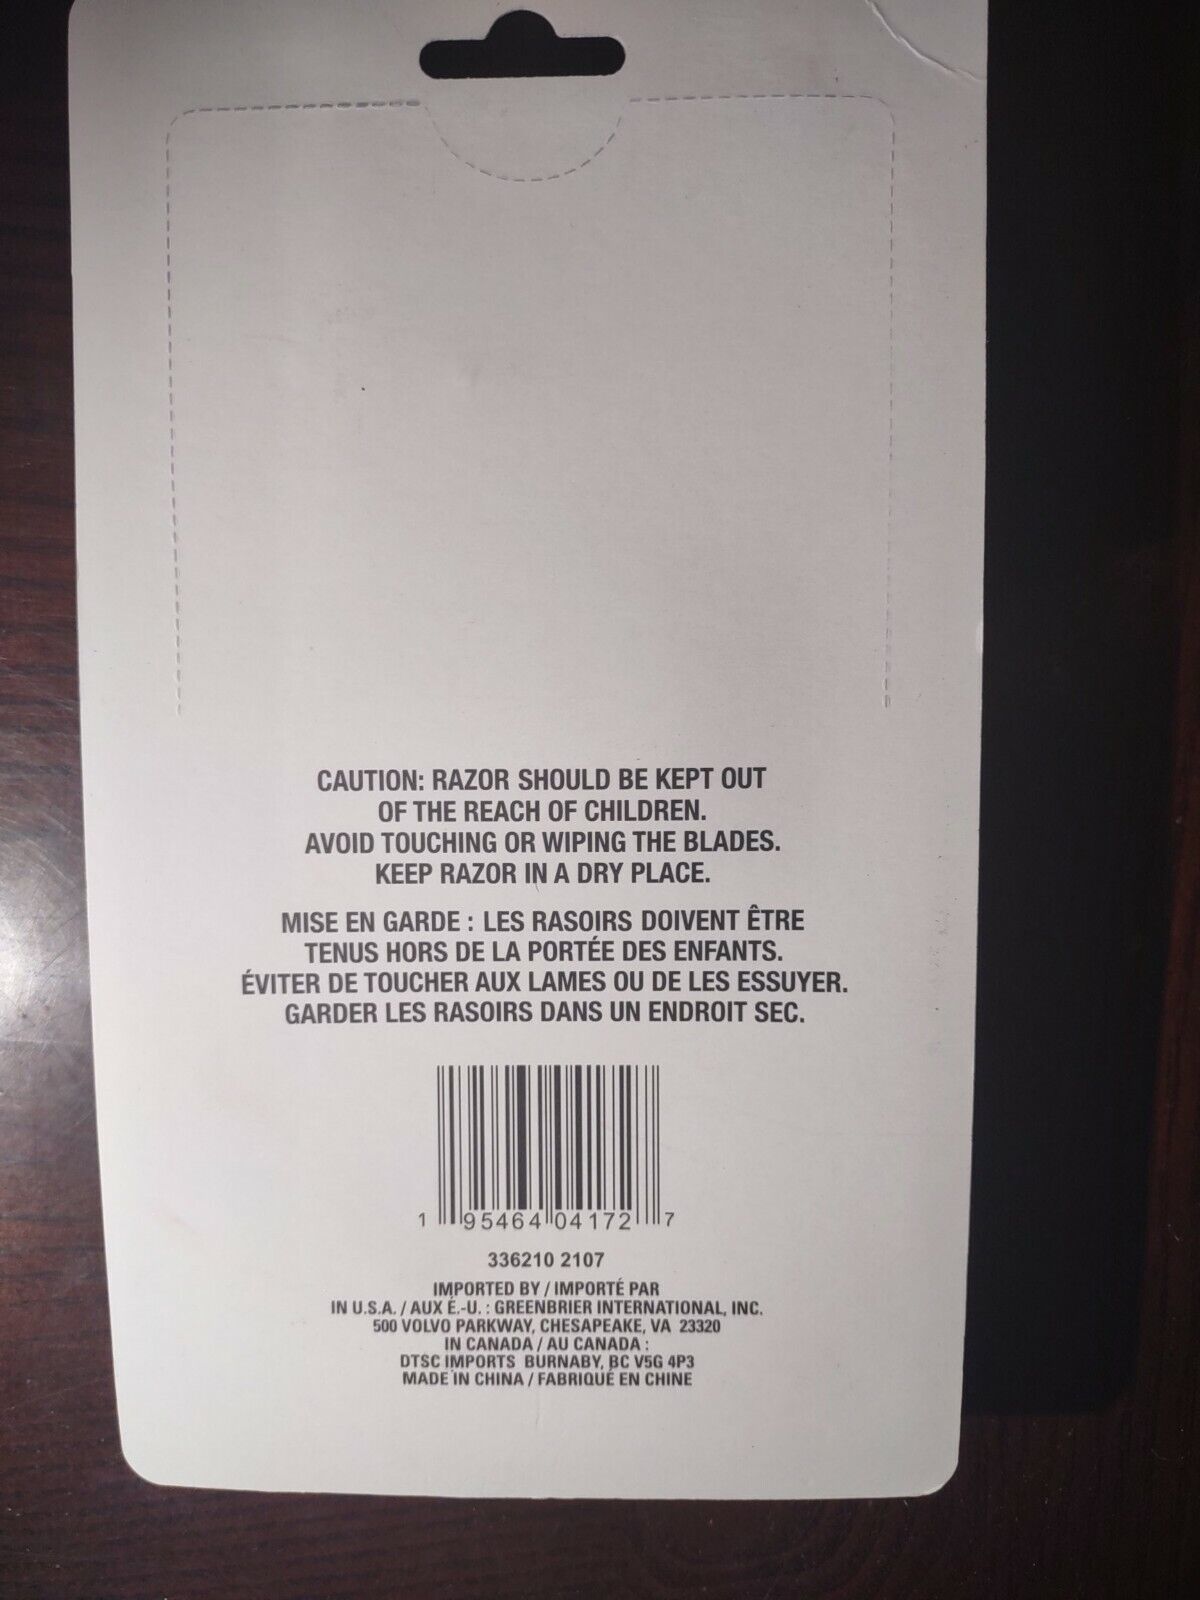 CAUTION: RAZOR SHOULD BE KEPT OUT
OF THE REACH OF CHILDREN.
AVOID TOUCHING OR WIPING THE BLADES.
KEEP RAZOR IN A DRY PLACE.
MISE EN GARDE : LES RASOIRS DOIVENT ÊTRE
TENUS HORS DE LA PORTÉE DES ENFANTS.
ÉVITER DE TOUCHER AUX LAMES OU DE LES ESSUYER.
GARDER LES RASOIRS DANS UN ENDROIT SEC.
1 95464 04172 7
336210 2107
IMPORTED BY / IMPORTÉ PAR
IN U.S.A. / AUX É.-U. : GREENBRIER INTERNATIONAL, INC.
500 VOLVO PARKWAY, CHESAPEAKE, VA 23320
IN CANADA / AU CANADA :
DTSC IMPORTS BURNABY, BC V5G 4P3
MADE IN CHINA / FABRIQUÉ EN CHINE